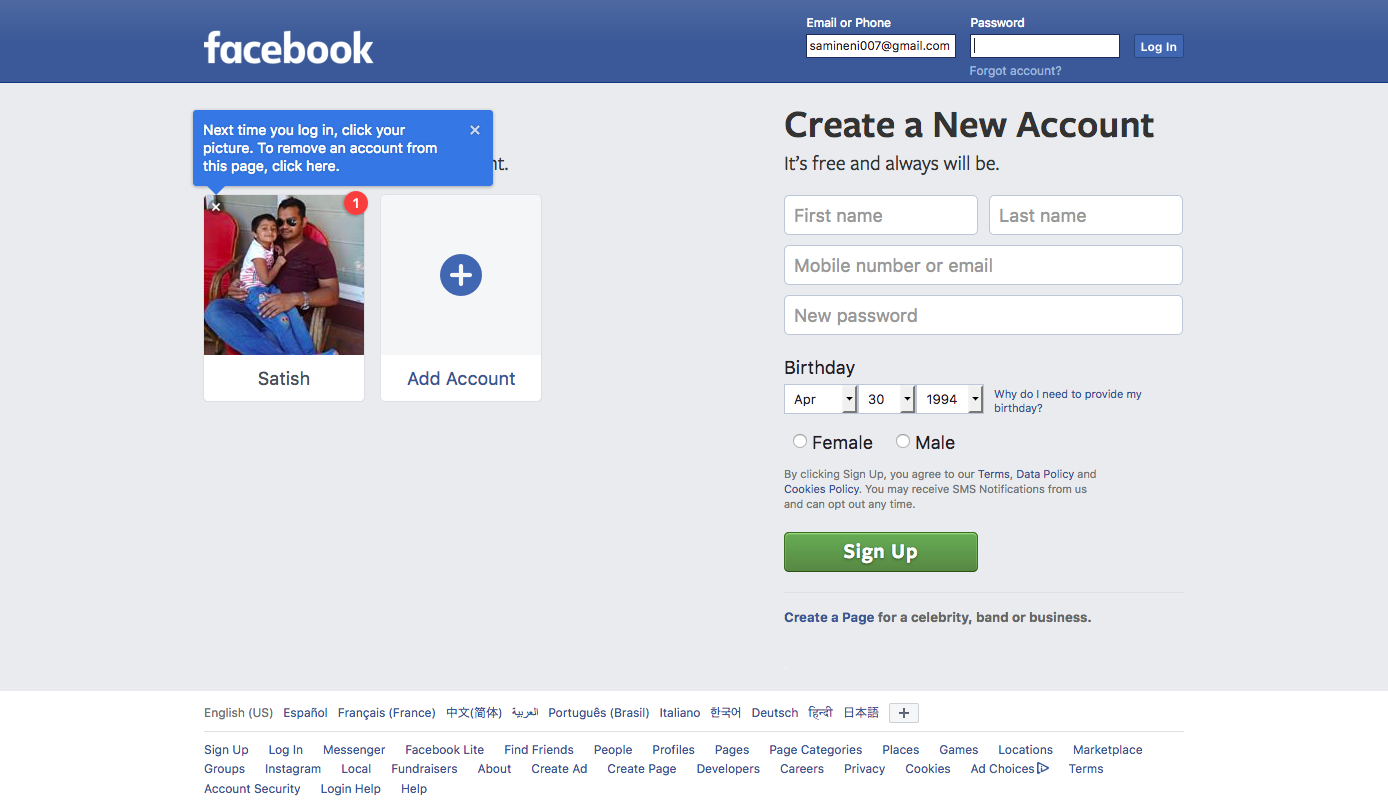 facebook
Email or Phone
Password
samineni007@gmail.com
Log In
Forgot account?
Next time you log in, click your
picture. To remove an account from
this page, click here.
nt.
1
Satish
Add Account
Create a New Account
It's free and always will be.
First name
Last name
Mobile number or email
New password
Birthday
Apr
30
1994
Why do I need to provide my
birthday?
Female
Male
By clicking Sign Up, you agree to our Terms, Data Policy and
Cookies Policy. You may receive SMS Notifications from us
and can opt out any time.
Sign Up
Create a Page for a celebrity, band or business.
English (US) Español Français (France) 中文(简体) العربية Português (Brasil) Italiano 한국어 Deutsch हिन्दी 日本語
Sign Up Log In Messenger Facebook Lite Find Friends People Profiles Pages Page Categories Places Games Locations Marketplace
Groups Instagram Local Fundraisers About Create Ad Create Page Developers Careers Privacy Cookies Ad Choices Terms
Account Security Login Help Help